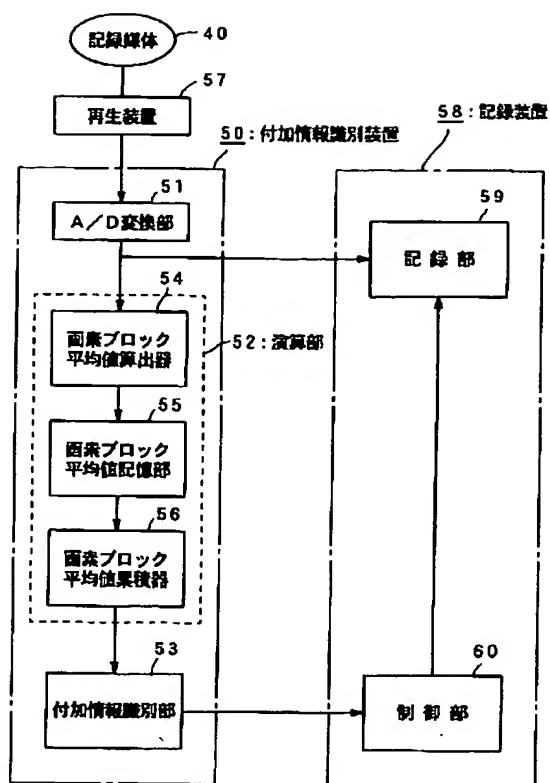 記録媒体
40
57
再生装置
50:付加情報識別装置
58:記録装置
51
A/D変換部
59
記録部
54
画素ブロック
平均値算出器
52:演算部
55
画素ブロック
平均値記憶部
56
画素ブロック
平均値累積器
53
付加情報識別部
60
制御部